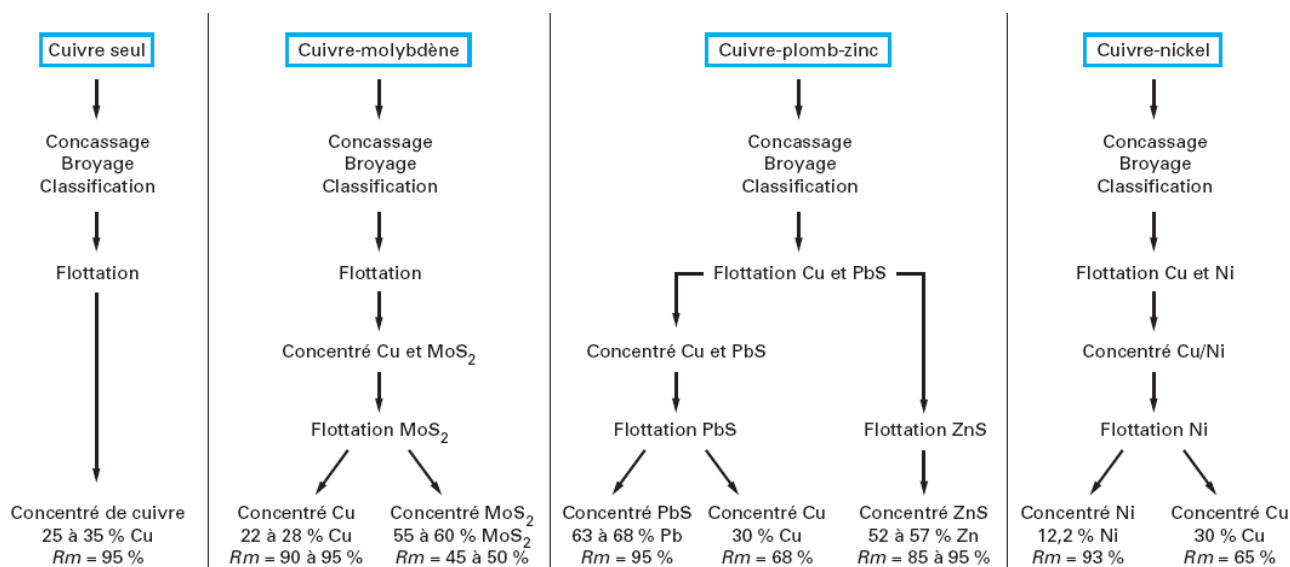 Cuivre seul
Concassage
Broyage
Classification
Flottation
Concentré de cuivre
25 à 35 % Cu
Rm = 95 %
Cuivre-molybdène
Concassage
Broyage
Classification
Flottation
Concentré Cu et MoS2
Flottation MoS2
Concentré Cu
22 à 28 % Cu
Rm = 90 à 95 %
Concentré MoS2
55 à 60 % MoS2
Rm = 45 à 50 %
Cuivre-plomb-zinc
Concassage
Broyage
Classification
Flottation Cu et PbS
Concentré Cu et PbS
Flottation PbS
Flottation ZnS
Concentré PbS
63 à 68 % Pb
Rm = 95 %
Concentré Cu
30 % Cu
Rm = 68 %
Concentré ZnS
52 à 57 % Zn
Rm = 85 à 95 %
Cuivre-nickel
Concassage
Broyage
Classification
Flottation Cu et Ni
Concentré Cu/Ni
Flottation Ni
Concentré Ni
12,2 % Ni
Rm = 93 %
Concentré Cu
30 % Cu
Rm = 65 %